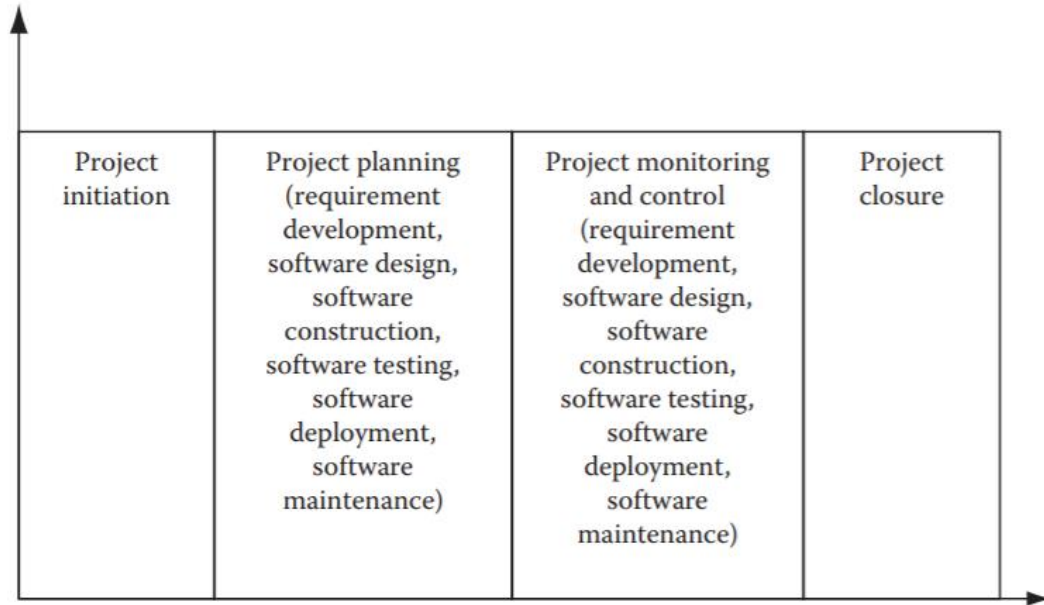 Project
initiation
Project planning
(requirement
development,
software design,
software
construction,
software testing,
software
deployment,
software
maintenance)
Project monitoring
and control
(requirement
development,
software design,
software
construction,
software testing,
software
deployment,
software
maintenance)
Project
closure